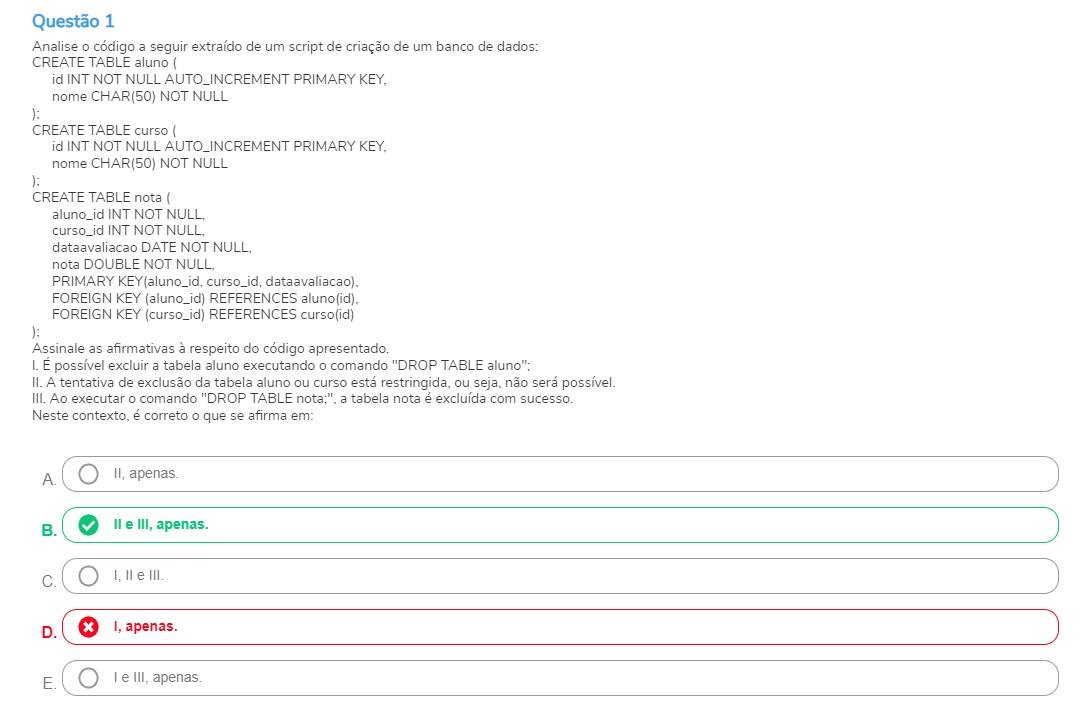 Questão 1
Analise o código a seguir extraído de um script de criação de um banco de dados:
CREATE TABLE aluno (
id INT NOT NULL AUTO_INCREMENT PRIMARY KEY,
nome CHAR(50) NOT NULL
);
CREATE TABLE curso (
id INT NOT NULL AUTO_INCREMENT PRIMARY KEY,
nome CHAR(50) NOT NULL
);
CREATE TABLE nota (
aluno_id INT NOT NULL,
curso_id INT NOT NULL,
dataavaliacao DATE NOT NULL,
nota DOUBLE NOT NULL,
PRIMARY KEY(aluno_id, curso_id, dataavaliacao),
FOREIGN KEY (aluno_id) REFERENCES aluno(id),
FOREIGN KEY (curso_id) REFERENCES curso(id)
);
Assinale as afirmativas à respeito do código apresentado.
I. É possível excluir a tabela aluno executando o comando "DROP TABLE aluno";
II. A tentativa de exclusão da tabela aluno ou curso está restringida, ou seja, não será possível.
III. Ao executar o comando "DROP TABLE nota;", a tabela nota é excluída com sucesso.
Neste contexto, é correto o que se afirma em:
A. II, apenas.
B. II e III, apenas.
C. I, II e III.
D. I, apenas.
E. I e III, apenas.